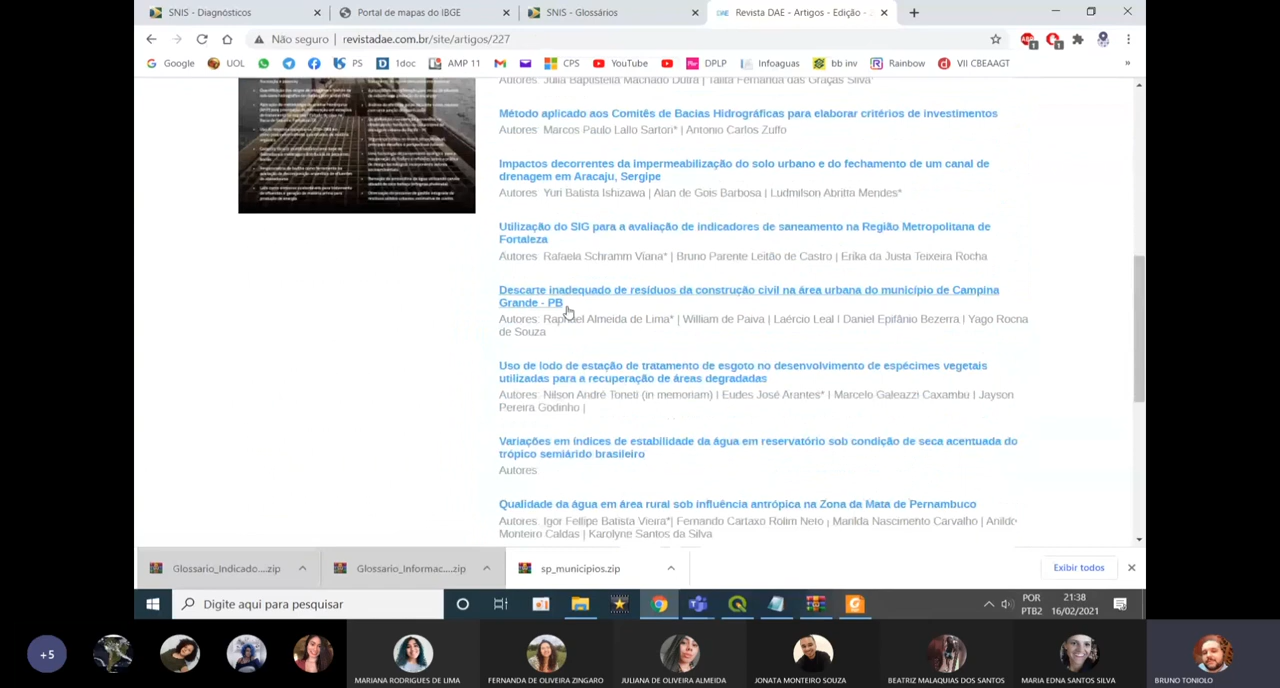 SNIS - Diagnósticos
Portal de mapas do IBGE
SNIS - Glossários
DAE Revista DAE - Artigos - Edição -
Não seguro | revistadae.com.br/site/artigos/227
Google UOL PS 1doc AMP 11 CPS YouTube DPLP Infoaguas bb inv Rainbow VII CBEAAGT »
Autores Julia Baptistella Machado Dutra | Talita Fernanda das Graças Silva*
Método aplicado aos Comitês de Bacias Hidrográficas para elaborar critérios de investimentos
Autores Marcos Paulo Lallo Sartori* | Antonio Carlos Zuffo
Impactos decorrentes da impermeabilização do solo urbano e do fechamento de um canal de
drenagem em Aracaju, Sergipe
Autores Yuri Batista Ishizawa | Alan de Gois Barbosa | Ludmilson Abritta Mendes*
Utilização do SIG para a avaliação de indicadores de saneamento na Região Metropolitana de
Fortaleza
Autores Rafaela Schramm Viana* | Bruno Parente Leitão de Castro | Erika da Justa Teixeira Rocha
Descarte inadequado de resíduos da construção civil na área urbana do município de Campina
Grande - PB
Autores Raphael Almeida de Lima* | William de Paiva | Laércio Leal | Daniel Epifânio Bezerra | Yago Rocha
de Souza
Uso de lodo de estação de tratamento de esgoto no desenvolvimento de espécimes vegetais
utilizadas para a recuperação de áreas degradadas
Autores Nilson André Toneti (in memoriam) | Eudes José Arantes* | Marcelo Galeazzi Caxambu | Jayson
Pereira Godinho |
Variações em índices de estabilidade da água em reservatório sob condição de seca acentuada do
trópico semiárido brasileiro
Autores
Qualidade da água em área rural sob influência antrópica na Zona da Mata de Pernambuco
Autores Igor Fellipe Batista Vieira*| Fernando Cartaxo Rolim Neto | Marilda Nascimento Carvalho | Anildo
Monteiro Caldas | Karolyne Santos da Silva
Glossario_Indicado....zip
Glossario_Informac....zip
sp_municipios.zip
Exibir todos
Digite aqui para pesquisar
POR
PTB2
21:38
16/02/2021
+5
MARIANA RODRIGUES DE LIMA
FERNANDA DE OLIVEIRA ZINGARO
JULIANA DE OLIVEIRA ALMEIDA
JONATA MONTEIRO SOUZA
BEATRIZ MALAQUIAS DOS SANTOS
MARIA EDNA SANTOS SILVA
BRUNO TONIOLO